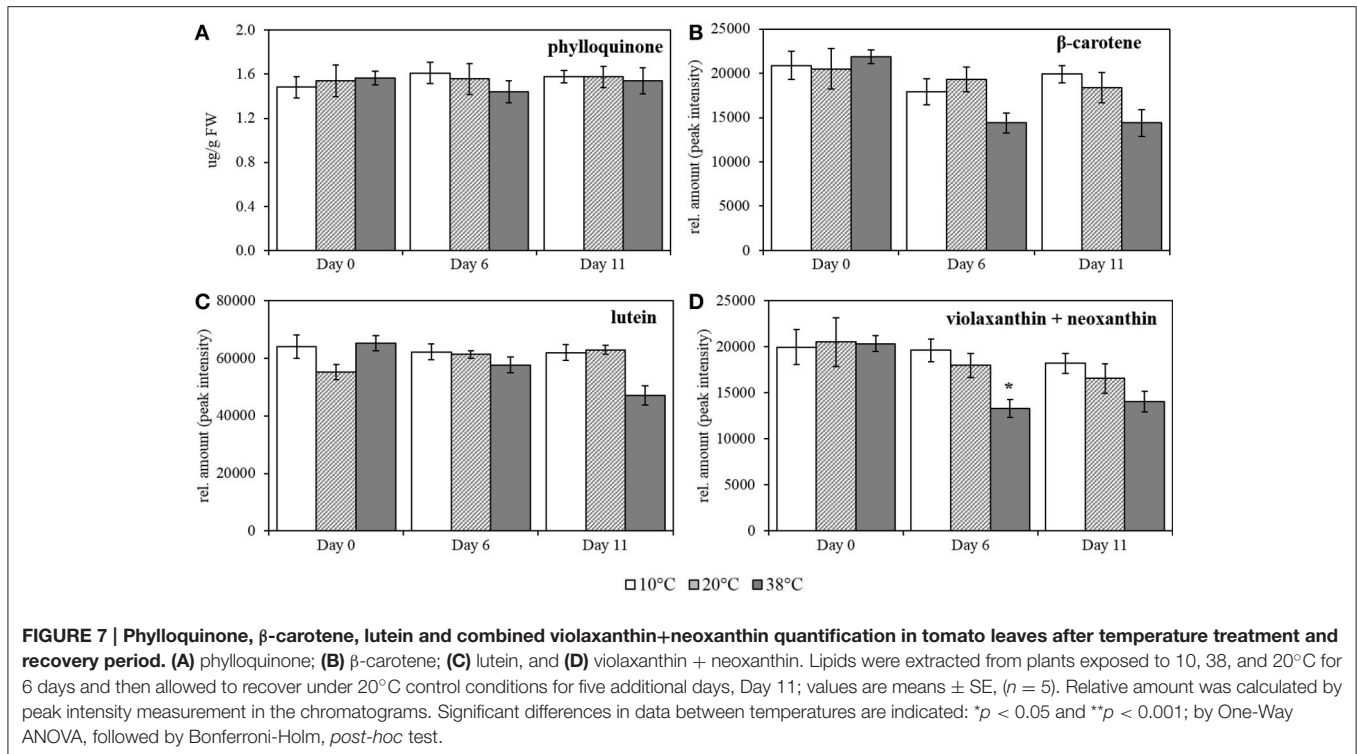 A
phylloquinone
2.0
1.6
1.2
0.8
0.4
0.0
ug/g FW
Day 0 Day 6 Day 11
B
β-carotene
25000
20000
15000
10000
5000
0
rel. amount (peak intensity)
Day 0 Day 6 Day 11
C
lutein
80000
60000
40000
20000
0
rel. amount (peak intensity)
Day 0 Day 6 Day 11
D
violaxanthin + neoxanthin
25000
20000
15000
10000
5000
0
rel. amount (peak intensity)
*
Day 0 Day 6 Day 11
10°C 20°C 38°C
FIGURE 7 | Phylloquinone, β-carotene, lutein and combined violaxanthin+neoxanthin quantification in tomato leaves after temperature treatment and
recovery period. (A) phylloquinone; (B) β-carotene; (C) lutein, and (D) violaxanthin + neoxanthin. Lipids were extracted from plants exposed to 10, 38, and 20°C for
6 days and then allowed to recover under 20°C control conditions for five additional days, Day 11; values are means ± SE, (n = 5). Relative amount was calculated by
peak intensity measurement in the chromatograms. Significant differences in data between temperatures are indicated: *p < 0.05 and **p < 0.001; by One-Way
ANOVA, followed by Bonferroni-Holm, post-hoc test.